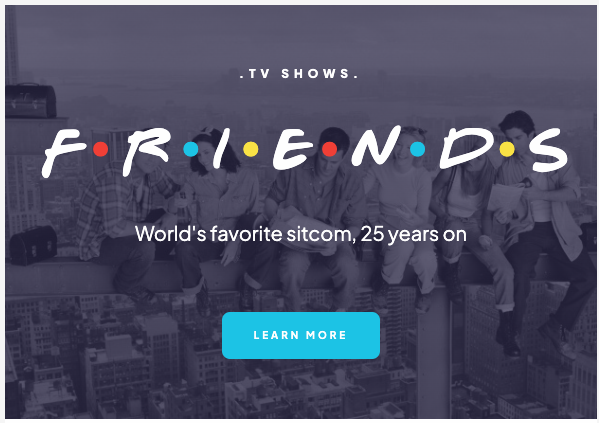 .TV SHOWS.
F•R•I•E•N•D•S
World's favorite sitcom, 25 years on
LEARN MORE